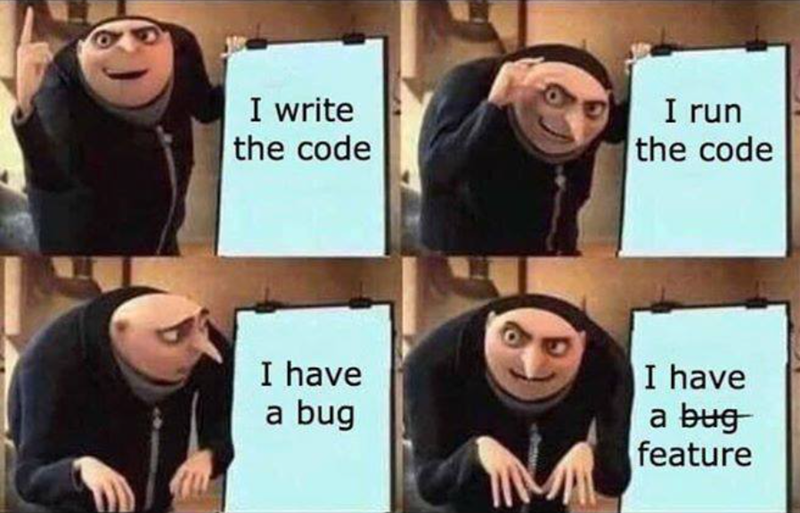 I write
the code
I run
the code
I have
a bug
I have
a bug
feature